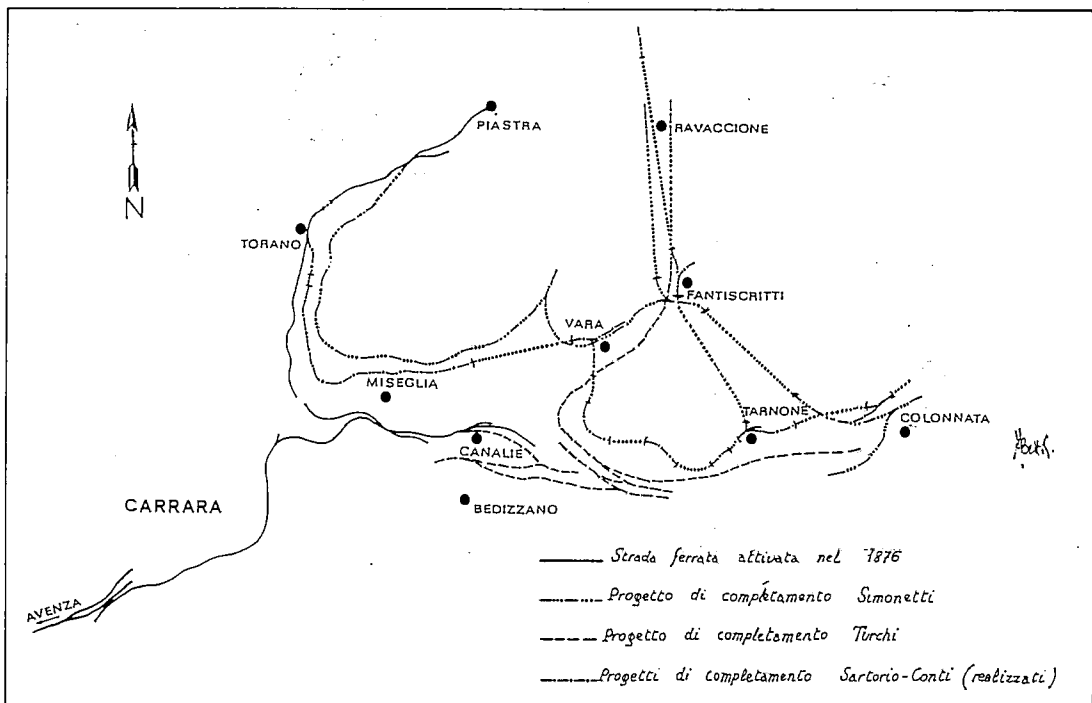 PIASTRA
RAVACCIONE
N
TORANO
FANTISCRITTI
VARA
MISEGLIA
TARNONE
COLONNATA
CANALIE
BEDIZZANO
CARRARA
AVENZA
Strada ferrata attivata nel 1876
Progetto di completamento Simonetti
Progetto di completamento Turchi
Progetti di completamento Sartorio-Conti (realizzati)